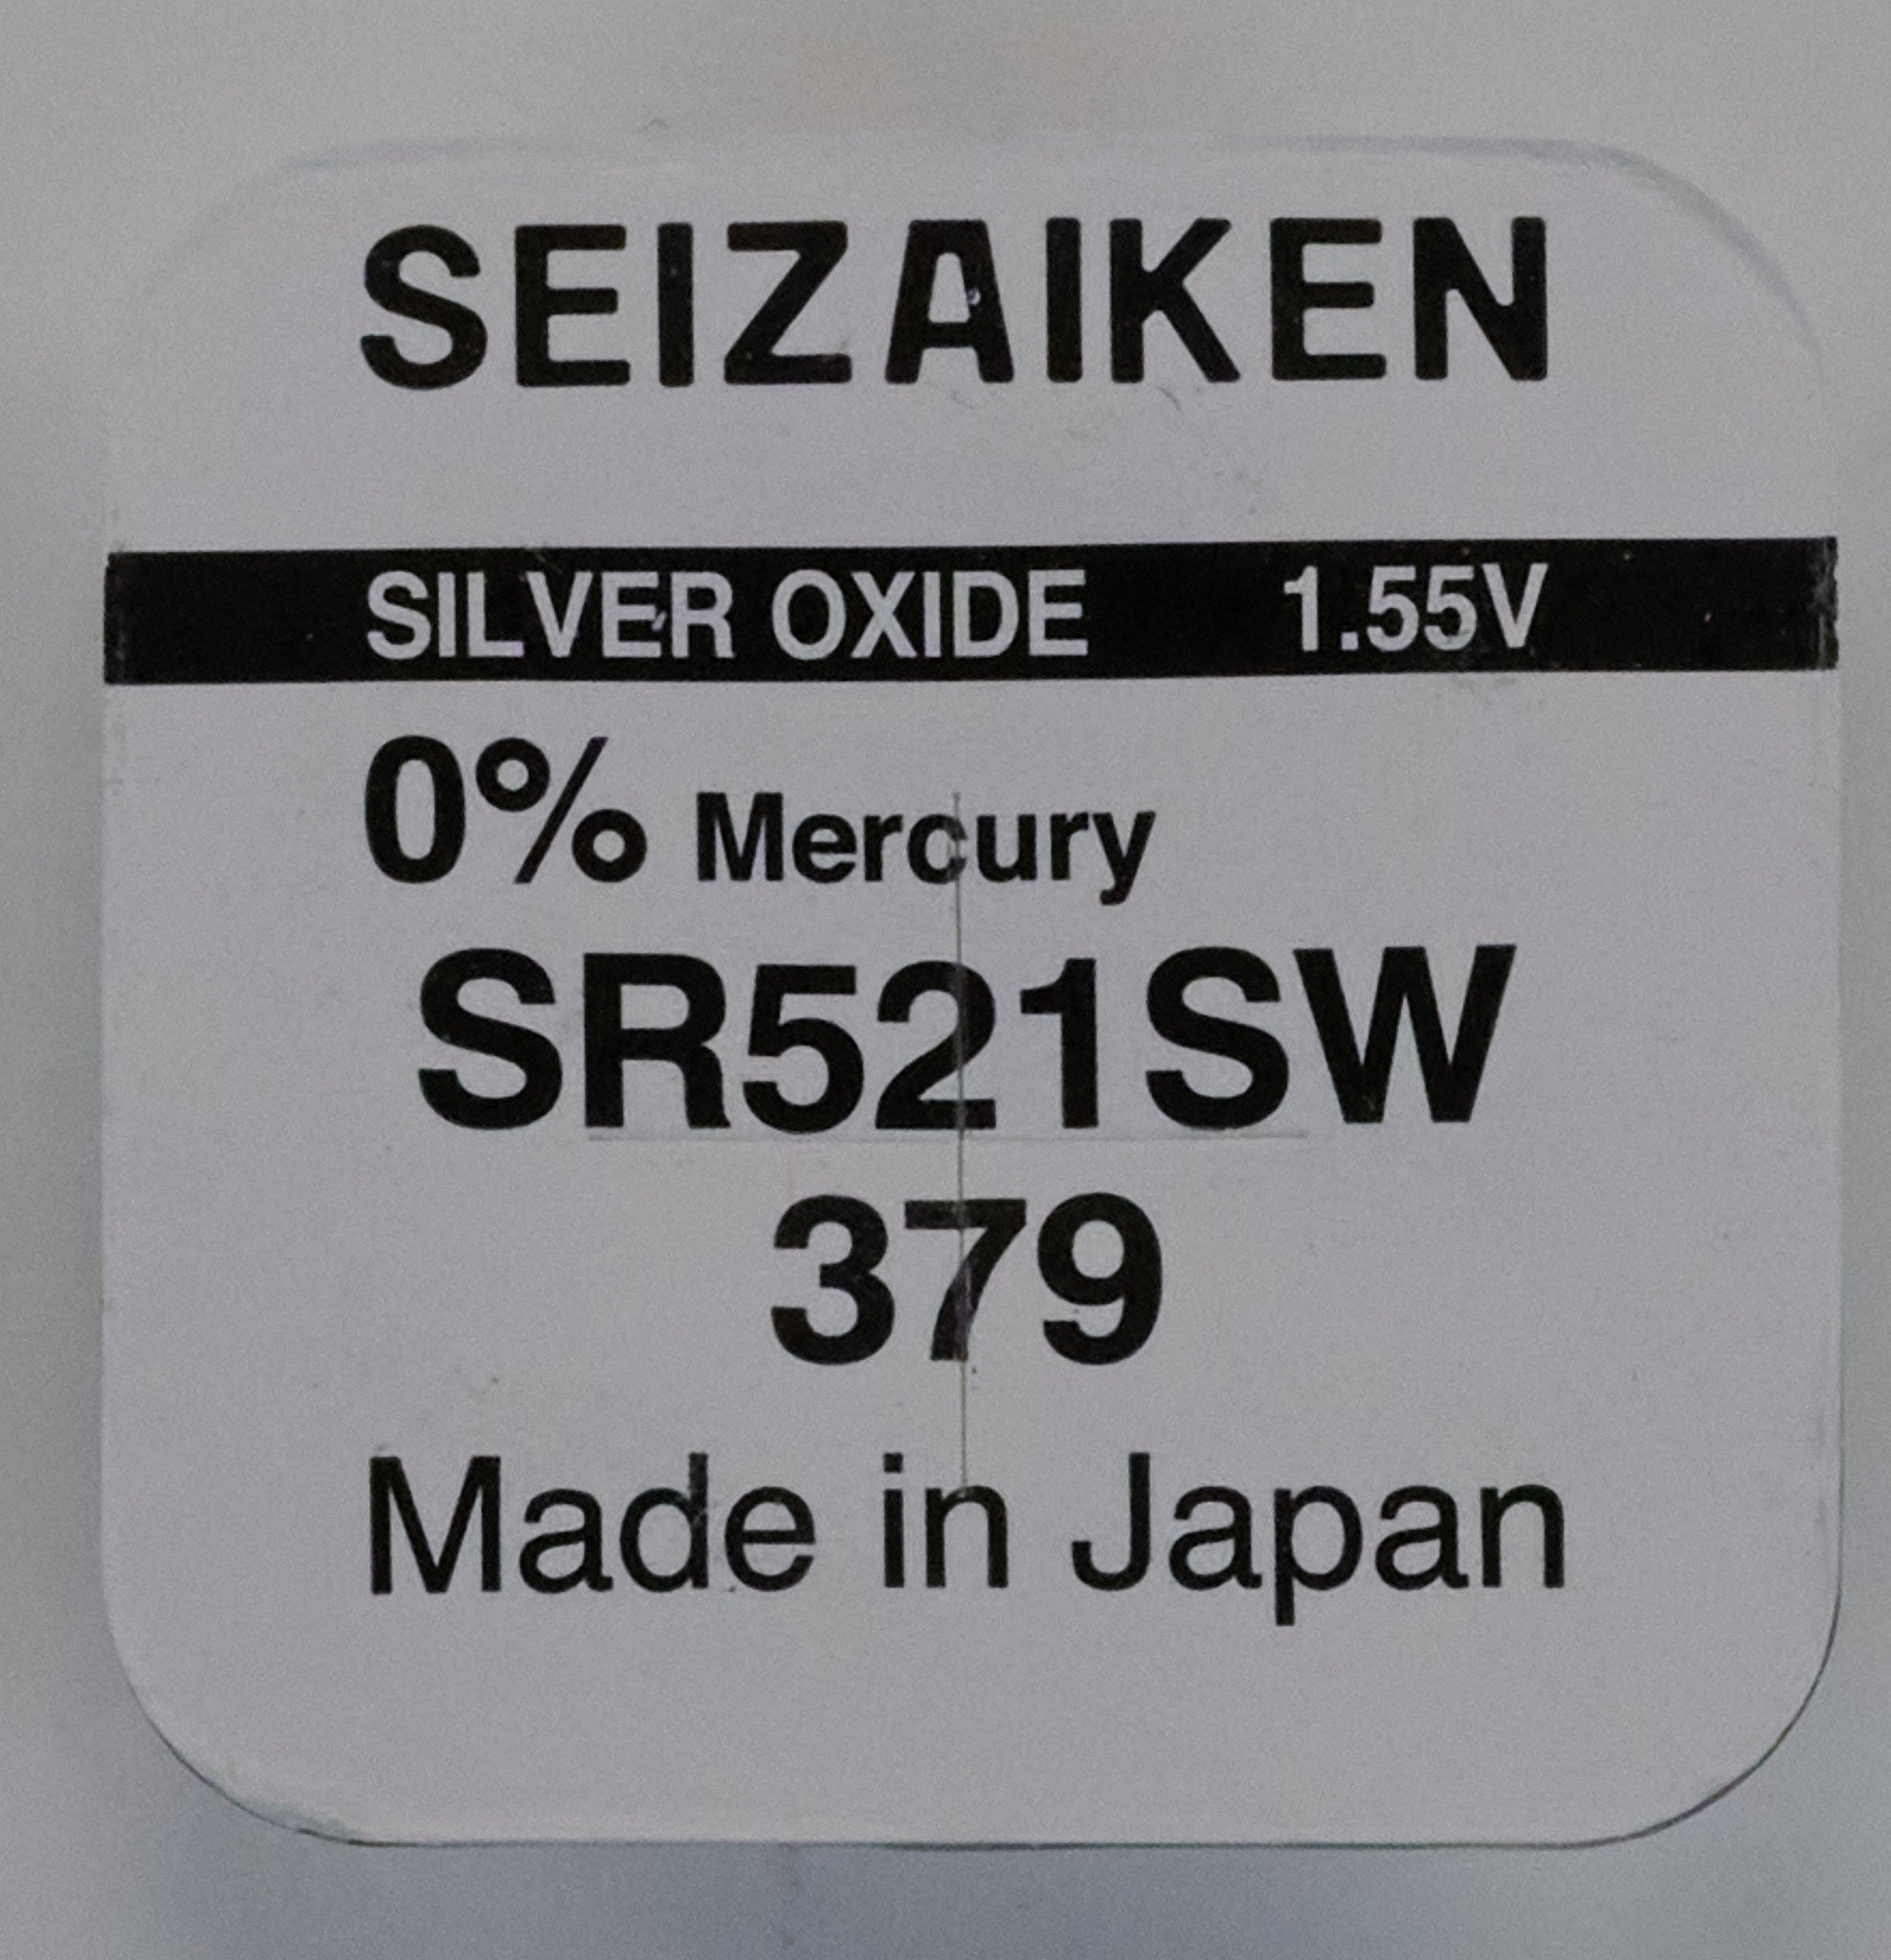 SEIZAIKEN
SILVER OXIDE 1.55V
0% Mercury
SR521SW
379
Made in Japan